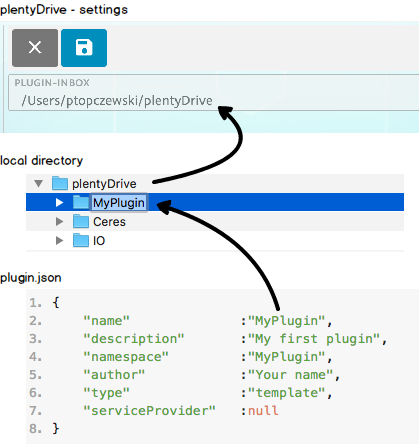 plentyDrive - settings
PLUGIN-INBOX
/Users/ptopczewski/plentyDrive
local directory
plentyDrive
MyPlugin
Ceres
IO
plugin.json
1. {
2. "name" :"MyPlugin",
3. "description" :"My first plugin",
4. "namespace" :"MyPlugin",
5. "author" :"Your name",
6. "type" :"template",
7. "serviceProvider" :null
8. }